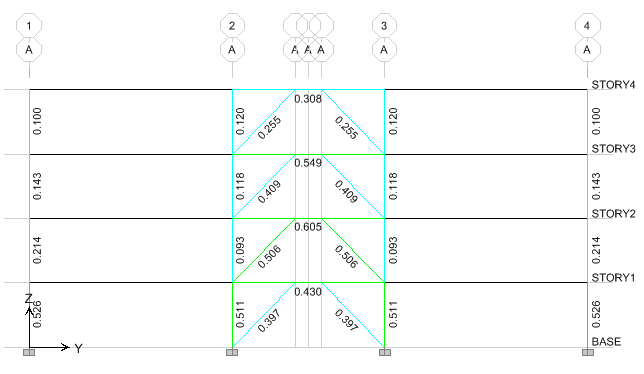 1 2 3 4
A A A A A A A
STORY4
0.308
0.100 0.120 0.255 0.255 0.120 0.100
STORY3
0.549
0.143 0.118 0.409 0.409 0.118 0.143
STORY2
0.605
0.214 0.093 0.506 0.506 0.093 0.214
STORY1
0.430
Z
0.526 0.511 0.397 0.397 0.511 0.526
BASE
Y